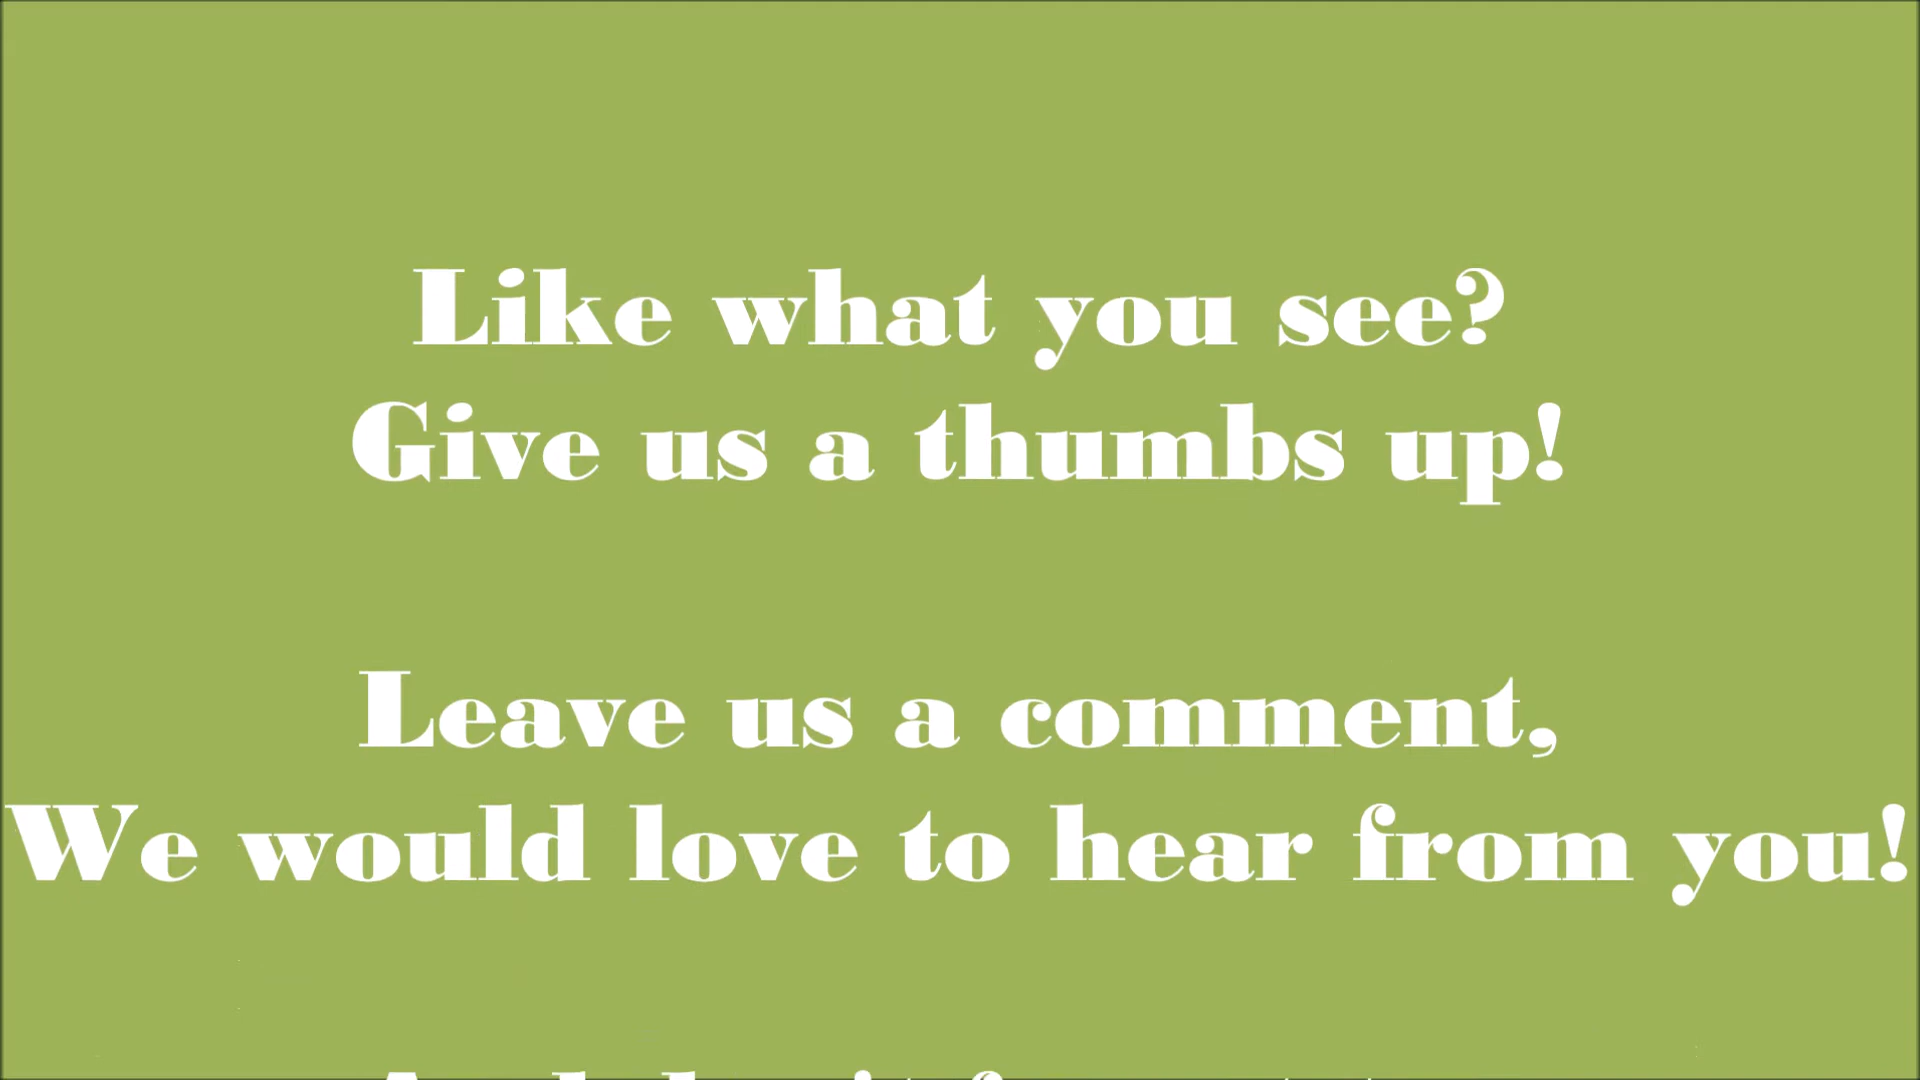 Like what you see?
Give us a thumbs up!
Leave us a comment,
We would love to hear from you!